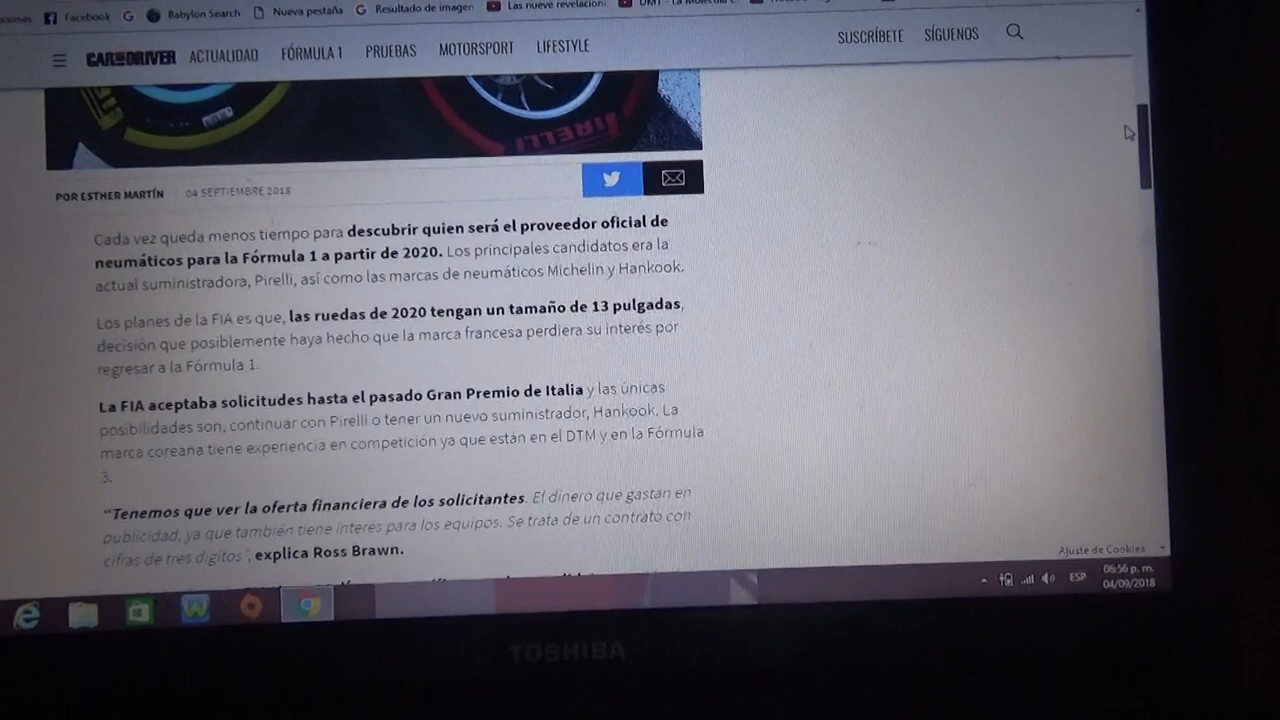 Facebook Babylon Search Nueva pestaña Resultado de imagen Las nueve revelacion
CAR AND DRIVER ACTUALIDAD FÓRMULA 1 PRUEBAS MOTORSPORT LIFESTYLE SUSCRÍBETE SÍGUENOS
PIRELLI
POR ESTHER MARTÍN 04 SEPTIEMBRE 2018
Cada vez queda menos tiempo para descubrir quien será el proveedor oficial de
neumáticos para la Fórmula 1 a partir de 2020. Los principales candidatos era la
actual suministradora, Pirelli, así como las marcas de neumáticos Michelin y Hankook.
Los planes de la FIA es que, las ruedas de 2020 tengan un tamaño de 13 pulgadas,
decisión que posiblemente haya hecho que la marca francesa perdiera su interés por
regresar a la Fórmula 1.
La FIA aceptaba solicitudes hasta el pasado Gran Premio de Italia y las únicas
posibilidades son, continuar con Pirelli o tener un nuevo suministrador, Hankook. La
marca coreana tiene experiencia en competición ya que están en el DTM y en la Fórmula
3.
“Tenemos que ver la oferta financiera de los solicitantes. El dinero que gastan en
publicidad, ya que también tiene interés para los equipos. Se trata de un contrato con
cifras de tres dígitos”, explica Ross Brawn.
Ajuste de Cookies
ESP 06:56 p. m.
04/09/2018
TOSHIBA